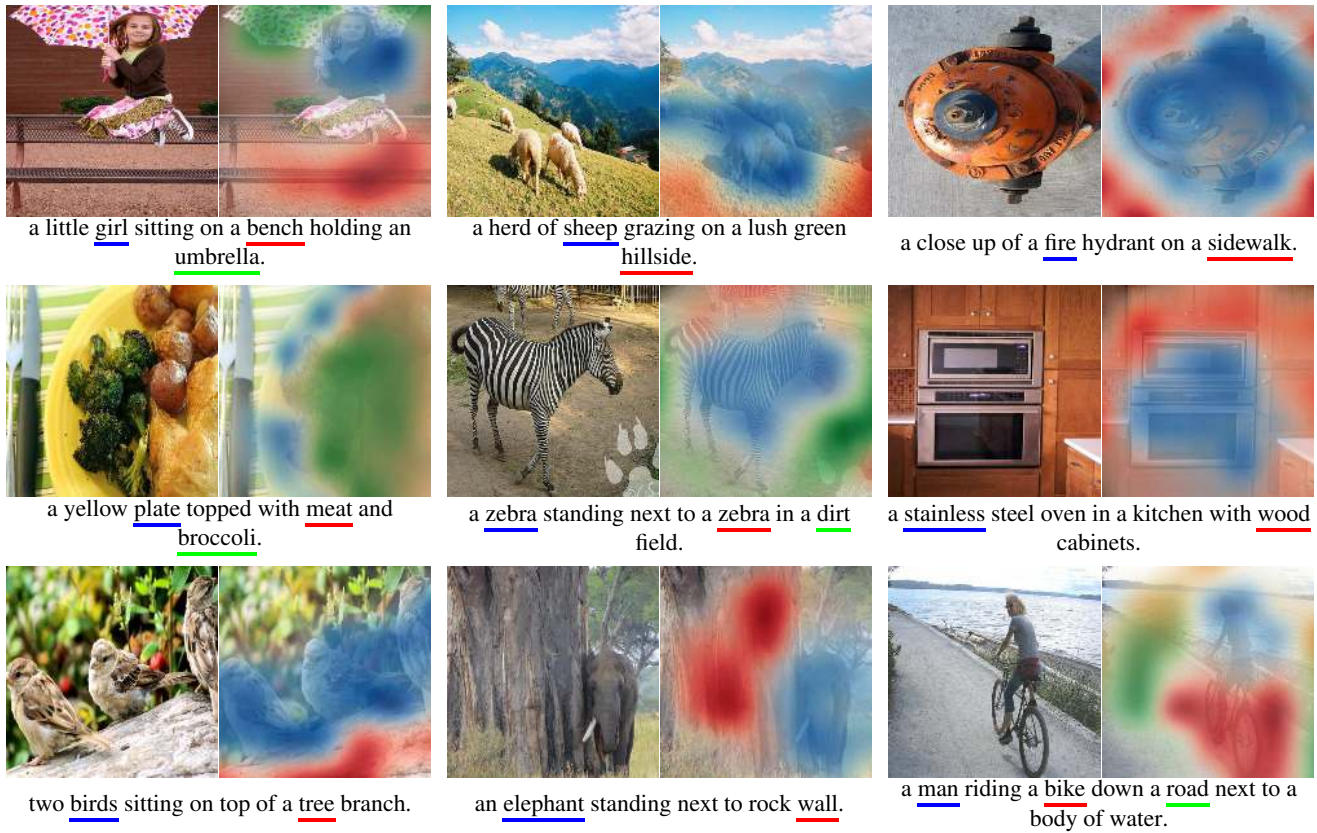 a little girl sitting on a bench holding an
umbrella.
a herd of sheep grazing on a lush green
hillside.
a close up of a fire hydrant on a sidewalk.
a yellow plate topped with meat and
broccoli.
a zebra standing next to a zebra in a dirt
field.
a stainless steel oven in a kitchen with wood
cabinets.
two birds sitting on top of a tree branch.
an elephant standing next to rock wall.
a man riding a bike down a road next to a
body of water.